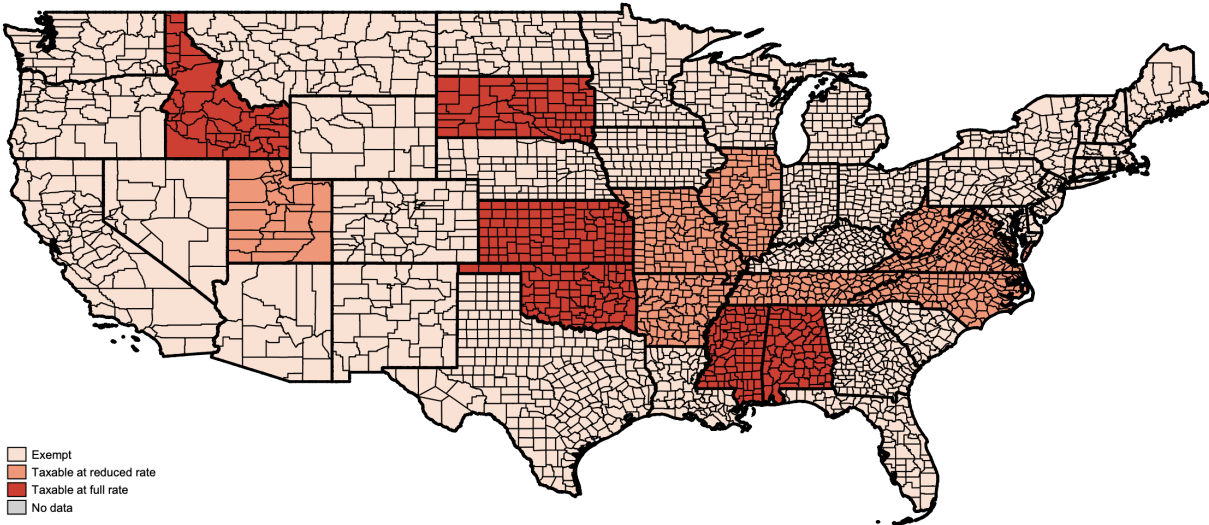 Exempt
Taxable at reduced rate
Taxable at full rate
No data